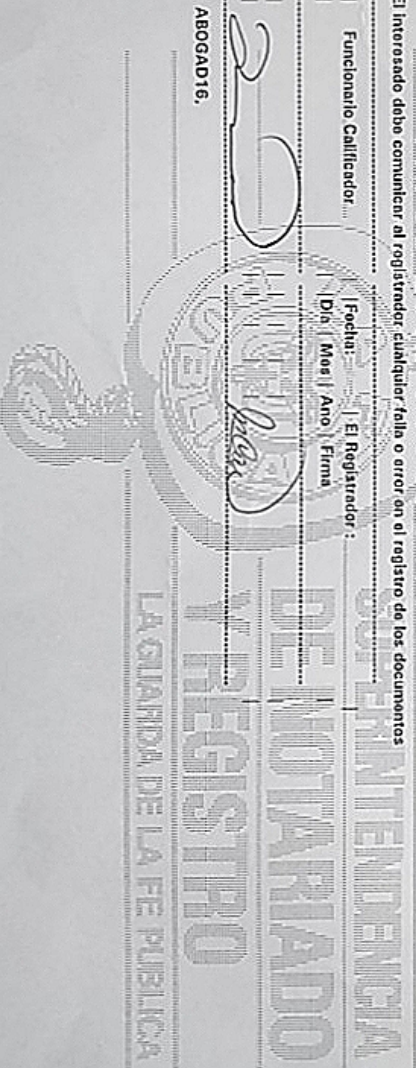 El interesado debe comunicar al registrador cualquier falla o error en el registro de los documentos
Funcionario Calificador... |Fecha: | El Registrador :
|Día | Mes | Ano | Firma
ABOGAD16,
SUPERINTENDENCIA
DE NOTARIADO
Y REGISTRO
LA GUARDA DE LA FE PUBLICA